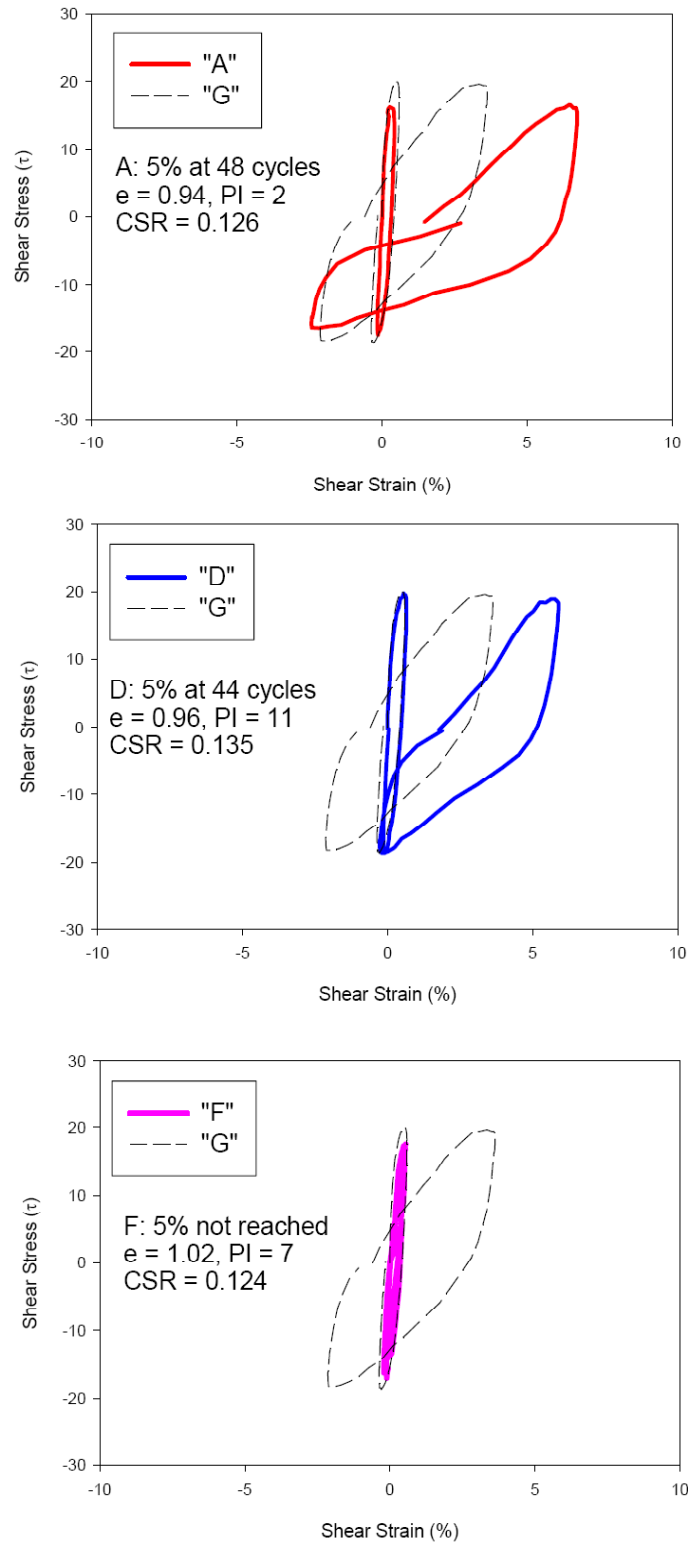 "A"
"G"
A: 5% at 48 cycles
e = 0.94, PI = 2
CSR = 0.126
Shear Stress (τ)
30
20
10
0
-10
-20
-30
-10 -5 0 5 10
Shear Strain (%)
"D"
"G"
D: 5% at 44 cycles
e = 0.96, PI = 11
CSR = 0.135
Shear Stress (τ)
30
20
10
0
-10
-20
-30
-10 -5 0 5 10
Shear Strain (%)
"F"
"G"
F: 5% not reached
e = 1.02, PI = 7
CSR = 0.124
Shear Stress (τ)
30
20
10
0
-10
-20
-30
-10 -5 0 5 10
Shear Strain (%)